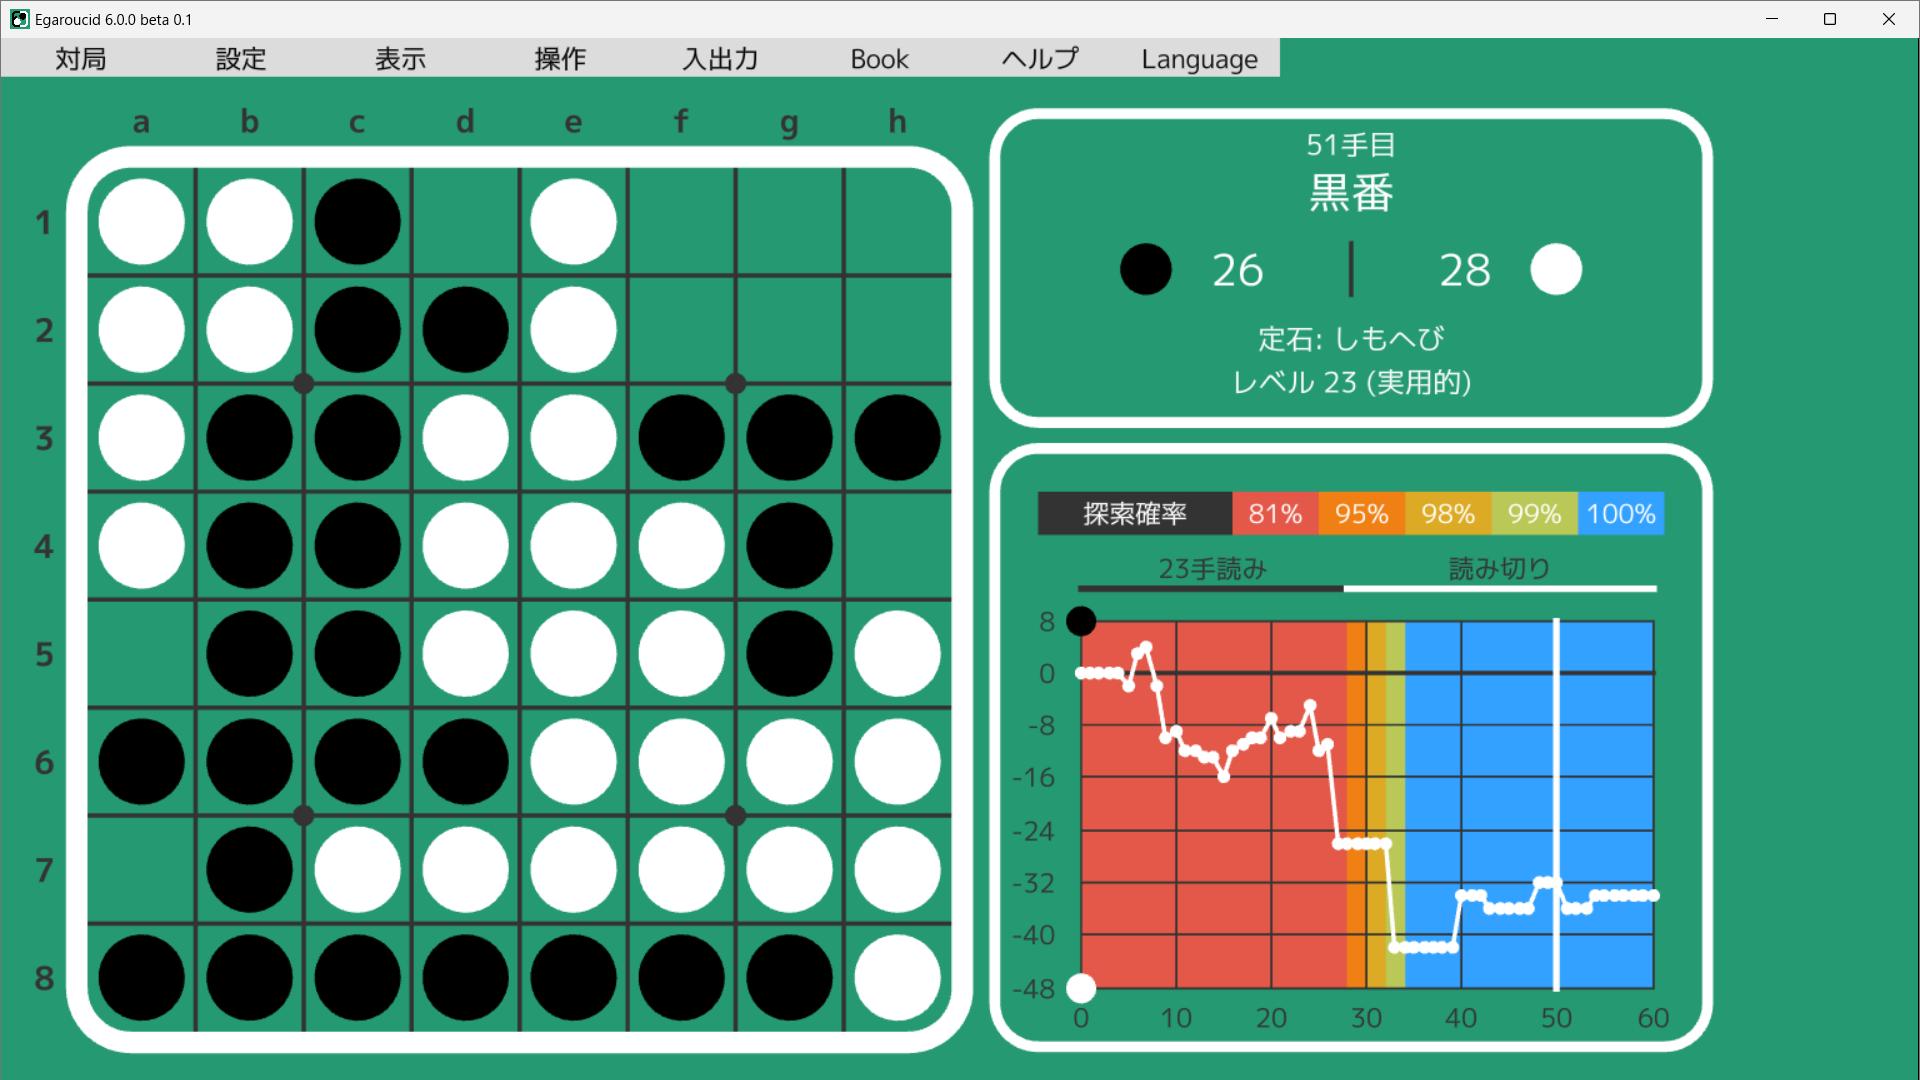 Egaroucid 6.0.0 beta 0.1
対局 設定 表示 操作 入出力 Book ヘルプ Language
a b c d e f g h
1
2
3
4
5
6
7
8
51手目
黒番
26 28
定石: しもへび
レベル 23 (実用的)
探索確率 81% 95% 98% 99% 100%
23手読み 読み切り
8
0
-8
-16
-24
-32
-40
-48
0 10 20 30 40 50 60